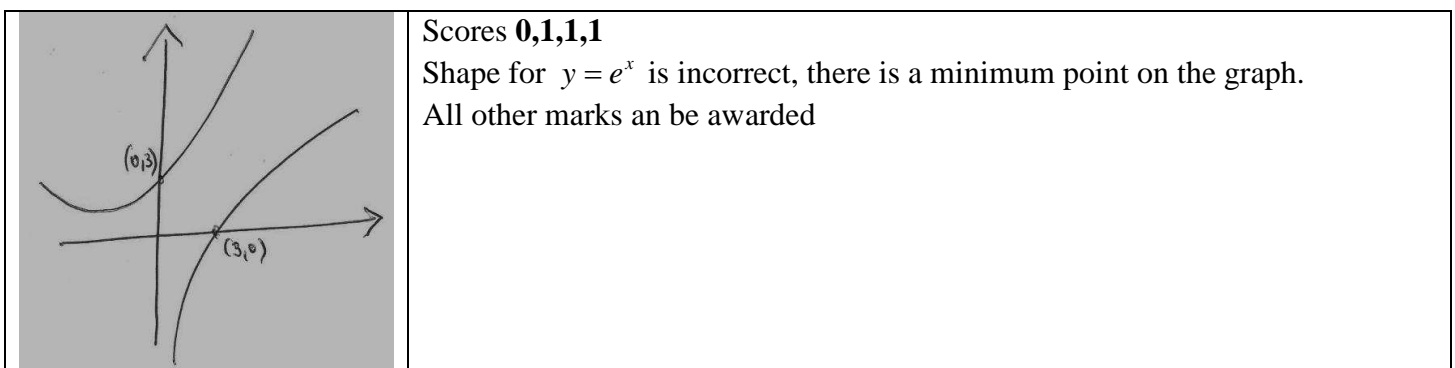 Scores 0,1,1,1
Shape for y = eˣ is incorrect, there is a minimum point on the graph.
All other marks an be awarded
(0,3)
(3,0)